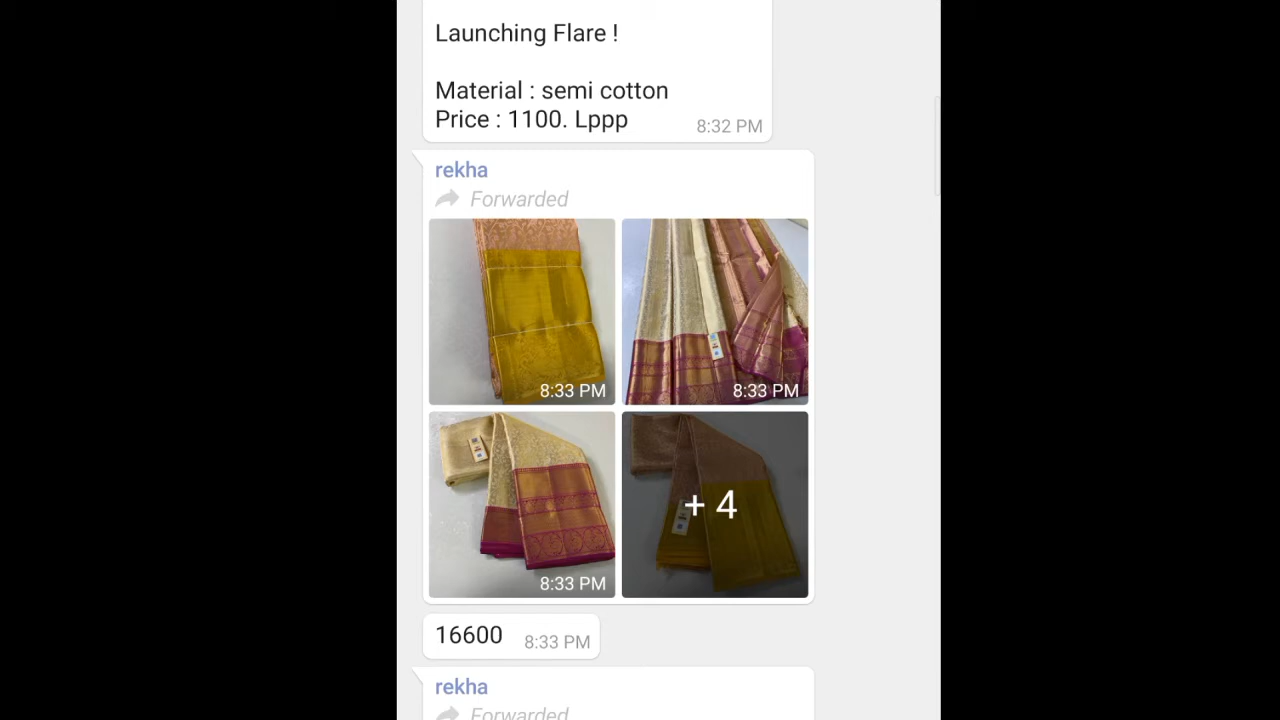 Launching Flare !
Material : semi cotton
Price : 1100. Lppp
8:32 PM
rekha
Forwarded
8:33 PM
8:33 PM
8:33 PM
+ 4
16600
8:33 PM
rekha
Forwarded